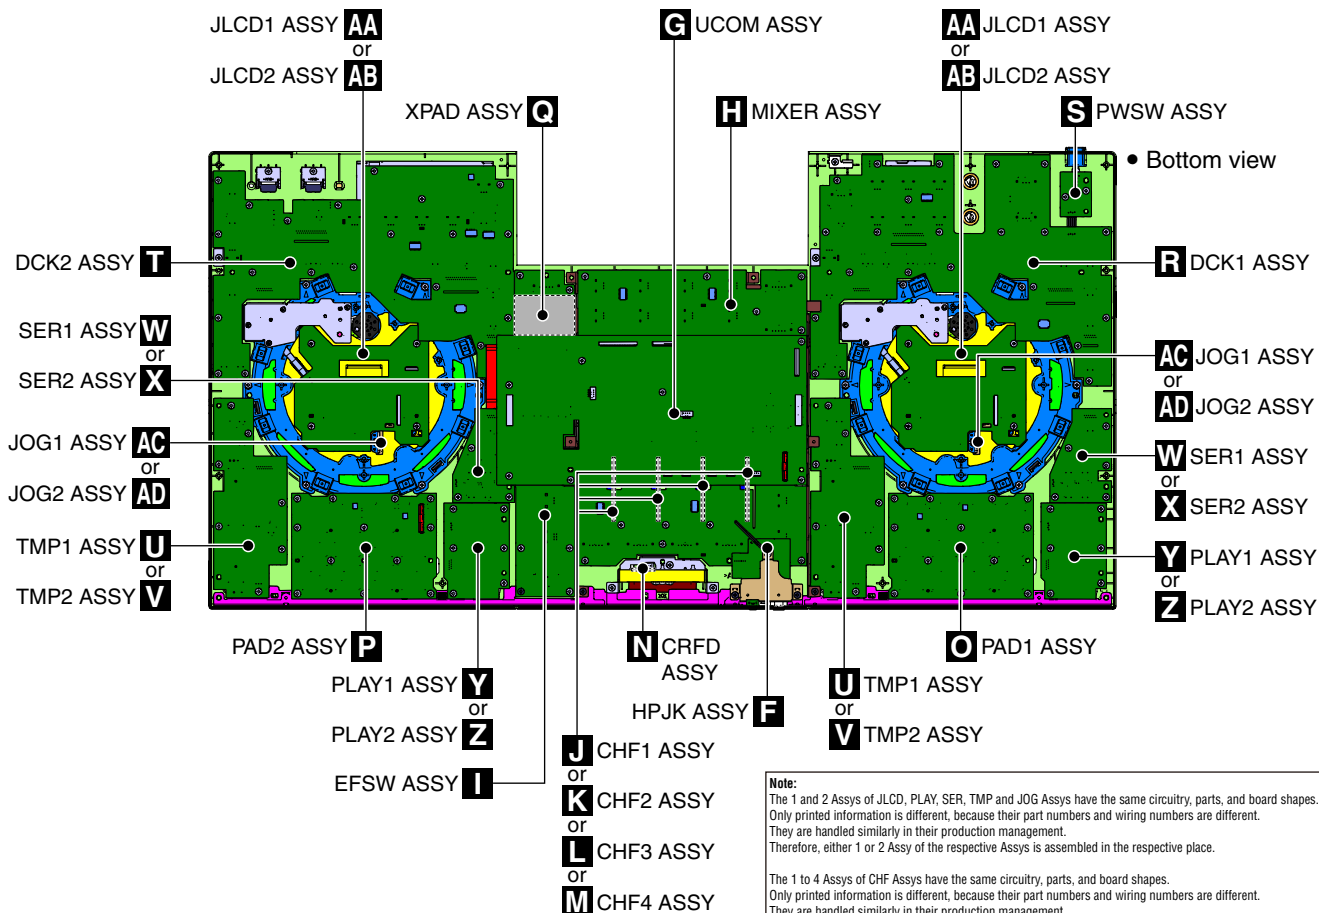 JLCD1 ASSY AA
or
JLCD2 ASSY AB
G UCOM ASSY
AA JLCD1 ASSY
or
AB JLCD2 ASSY
XPAD ASSY Q
H MIXER ASSY
S PWSW ASSY
• Bottom view
DCK2 ASSY T
R DCK1 ASSY
SER1 ASSY W
or
SER2 ASSY X
AC JOG1 ASSY
or
AD JOG2 ASSY
JOG1 ASSY AC
or
JOG2 ASSY AD
W SER1 ASSY
or
X SER2 ASSY
TMP1 ASSY U
or
TMP2 ASSY V
Y PLAY1 ASSY
or
Z PLAY2 ASSY
PAD2 ASSY P
N CRFD
ASSY
O PAD1 ASSY
PLAY1 ASSY Y
or
PLAY2 ASSY Z
HPJK ASSY F
U TMP1 ASSY
or
V TMP2 ASSY
EFSW ASSY I
J CHF1 ASSY
or
K CHF2 ASSY
or
L CHF3 ASSY
or
M CHF4 ASSY
Note:
The 1 and 2 Assys of JLCD, PLAY, SER, TMP and JOG Assys have the same circuitry, parts, and board shapes.
Only printed information is different, because their part numbers and wiring numbers are different.
They are handled similarly in their production management.
Therefore, either 1 or 2 Assy of the respective Assys is assembled in the respective place.
The 1 to 4 Assys of CHF Assys have the same circuitry, parts, and board shapes.
Only printed information is different, because their part numbers and wiring numbers are different.
They are handled similarly in their production management.